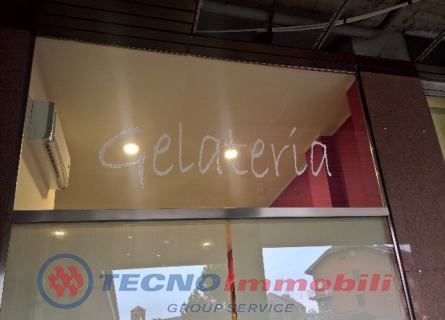 Gelateria
TECNOimmobili
GROUP SERVICE